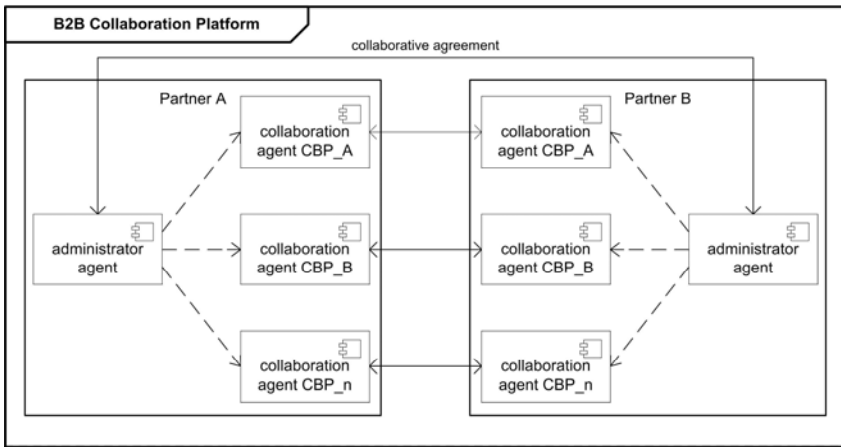 B2B Collaboration Platform
collaborative agreement
Partner A
Partner B
collaboration
agent CBP_A
collaboration
agent CBP_A
administrator
agent
collaboration
agent CBP_B
collaboration
agent CBP_B
administrator
agent
collaboration
agent CBP_n
collaboration
agent CBP_n